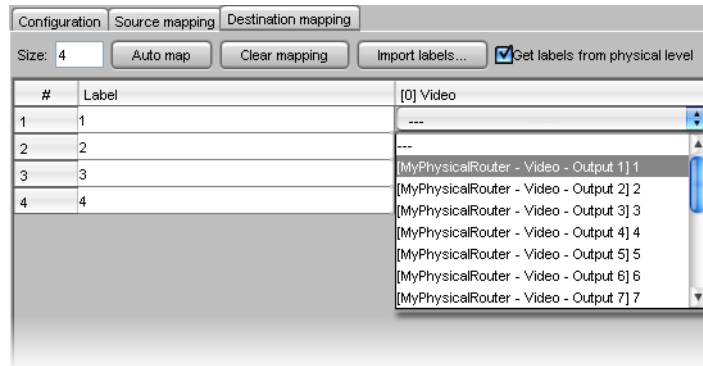 Configuration Source mapping Destination mapping
Size: 4 Auto map Clear mapping Import labels... Get labels from physical level
# Label [0] Video
1 1 ---
2 2 ---
3 3 [MyPhysicalRouter - Video - Output 1] 1
4 4 [MyPhysicalRouter - Video - Output 2] 2
[MyPhysicalRouter - Video - Output 3] 3
[MyPhysicalRouter - Video - Output 4] 4
[MyPhysicalRouter - Video - Output 5] 5
[MyPhysicalRouter - Video - Output 6] 6
[MyPhysicalRouter - Video - Output 7] 7